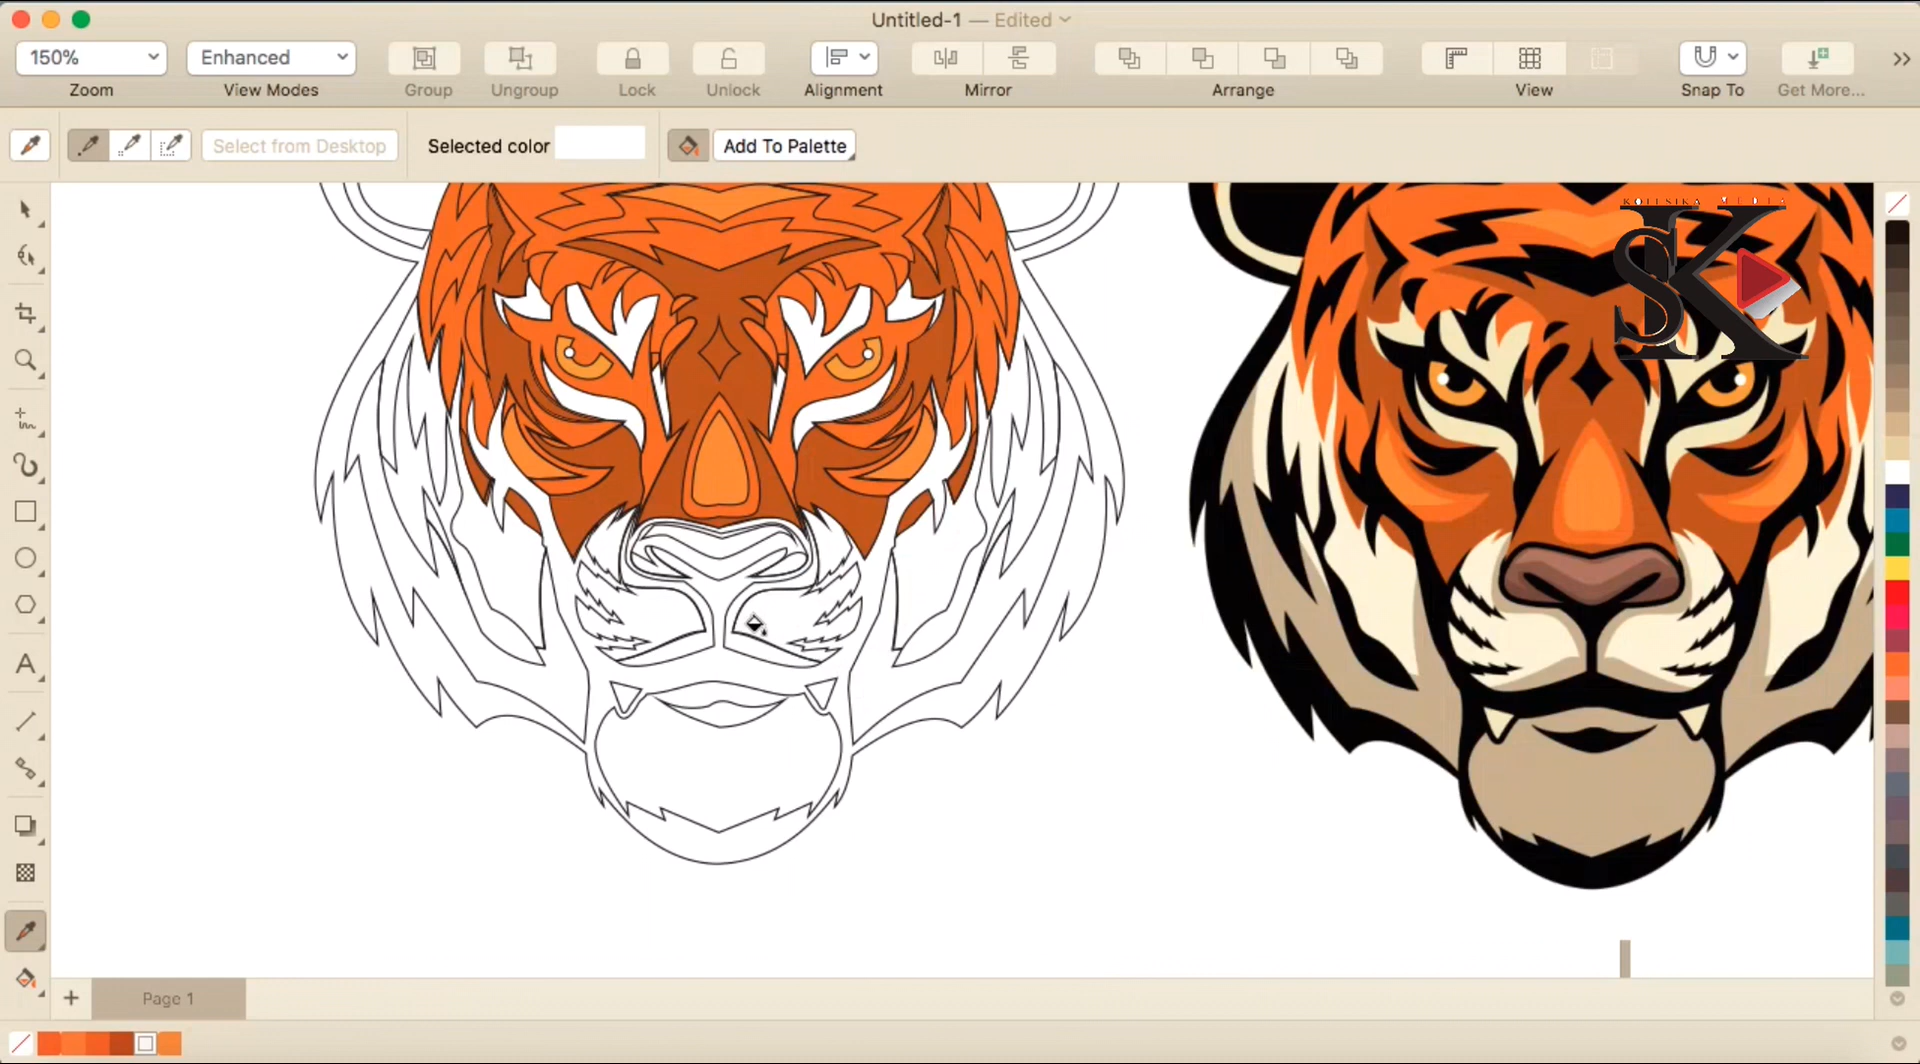 Untitled-1 — Edited
150%
Enhanced
Zoom
View Modes
Group
Ungroup
Lock
Unlock
Alignment
Mirror
Arrange
View
Snap To
Get More...
Select from Desktop
Selected color
Add To Palette
SK
A
Page 1